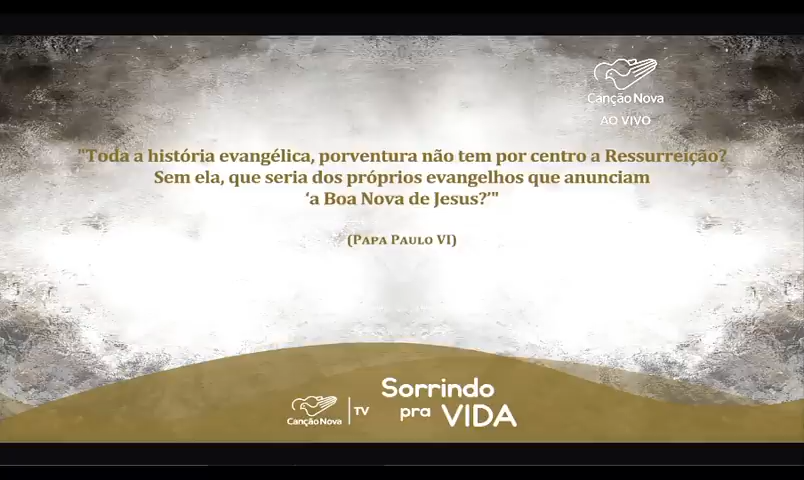 Canção Nova
AO VIVO
"Toda a história evangélica, porventura não tem por centro a Ressurreição?
Sem ela, que seria dos próprios evangelhos que anunciam
‘a Boa Nova de Jesus?’"
(Papa Paulo VI)
Canção Nova TV
Sorrindo
pra VIDA